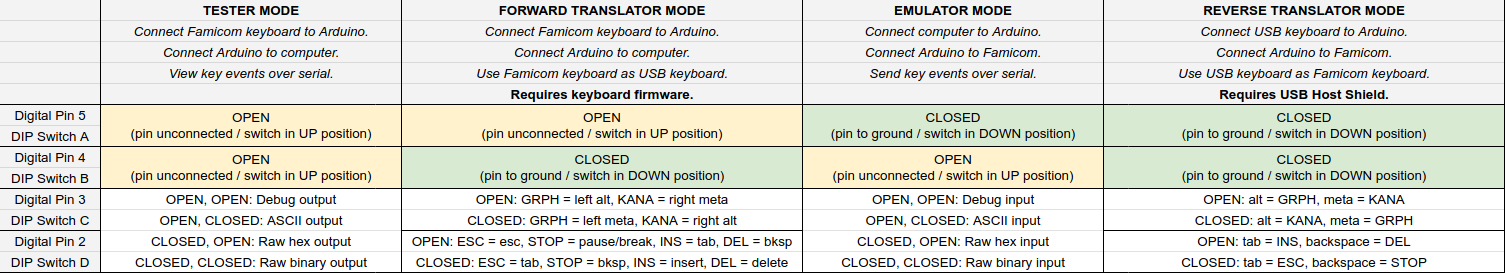 TESTER MODE FORWARD TRANSLATOR MODE EMULATOR MODE REVERSE TRANSLATOR MODE
Connect Famicom keyboard to Arduino. Connect Famicom keyboard to Arduino. Connect computer to Arduino. Connect USB keyboard to Arduino.
Connect Arduino to computer. Connect Arduino to computer. Connect Arduino to Famicom. Connect Arduino to Famicom.
View key events over serial. Use Famicom keyboard as USB keyboard. Send key events over serial. Use USB keyboard as Famicom keyboard.
Requires keyboard firmware. Requires USB Host Shield.
Digital Pin 5 OPEN OPEN CLOSED CLOSED
DIP Switch A (pin unconnected / switch in UP position) (pin unconnected / switch in UP position) (pin to ground / switch in DOWN position) (pin to ground / switch in DOWN position)
Digital Pin 4 OPEN CLOSED OPEN CLOSED
DIP Switch B (pin unconnected / switch in UP position) (pin to ground / switch in DOWN position) (pin unconnected / switch in UP position) (pin to ground / switch in DOWN position)
Digital Pin 3 OPEN, OPEN: Debug output OPEN: GRPH = left alt, KANA = right meta OPEN, OPEN: Debug input OPEN: alt = GRPH, meta = KANA
DIP Switch C OPEN, CLOSED: ASCII output CLOSED: GRPH = left meta, KANA = right alt OPEN, CLOSED: ASCII input CLOSED: alt = KANA, meta = GRPH
Digital Pin 2 CLOSED, OPEN: Raw hex output OPEN: ESC = esc, STOP = pause/break, INS = tab, DEL = bksp CLOSED, OPEN: Raw hex input OPEN: tab = INS, backspace = DEL
DIP Switch D CLOSED, CLOSED: Raw binary output CLOSED: ESC = tab, STOP = bksp, INS = insert, DEL = delete CLOSED, CLOSED: Raw binary input CLOSED: tab = ESC, backspace = STOP